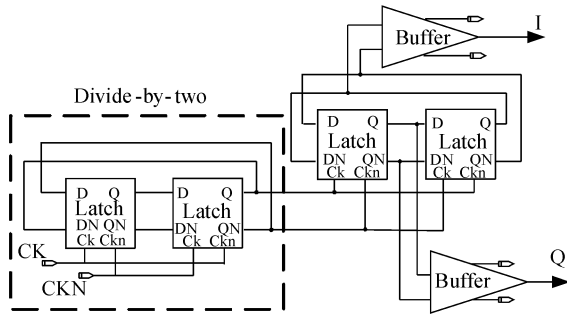 Buffer
I
Divide-by-two
D Q
Latch
DN QN
Ck Ckn
D Q
Latch
DN QN
Ck Ckn
D Q
Latch
DN QN
Ck Ckn
D Q
Latch
DN QN
Ck Ckn
CK
CKN
Buffer
Q